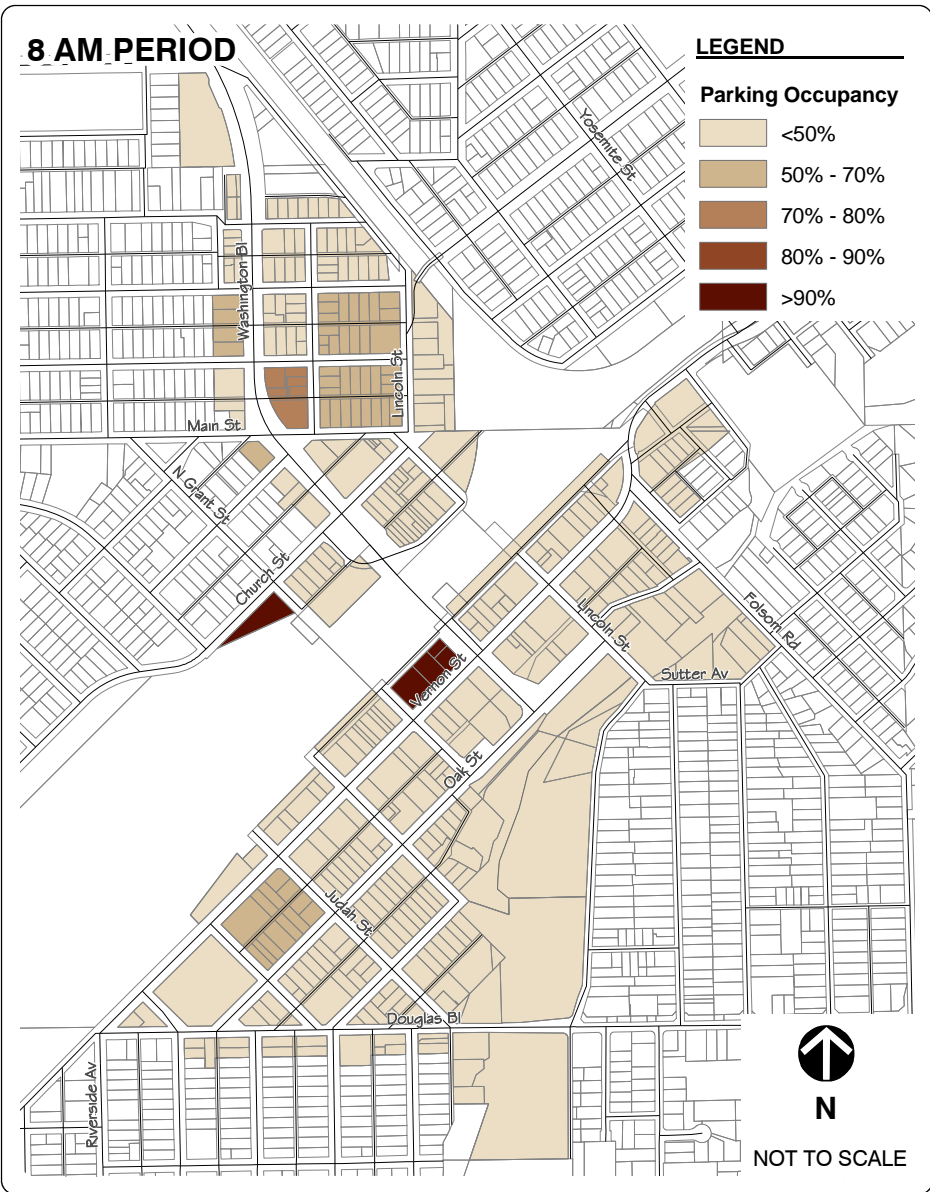 8 AM PERIOD
LEGEND
Parking Occupancy
<50%
50% - 70%
70% - 80%
80% - 90%
>90%
Yosemite St
Washington Bl
Lincoln St
Main St
N Grant St
Church St
Lincoln St
Folsom Rd
Vernon St
Sutter Av
Oak St
Judah St
Douglas Bl
Riverside Av
N
NOT TO SCALE